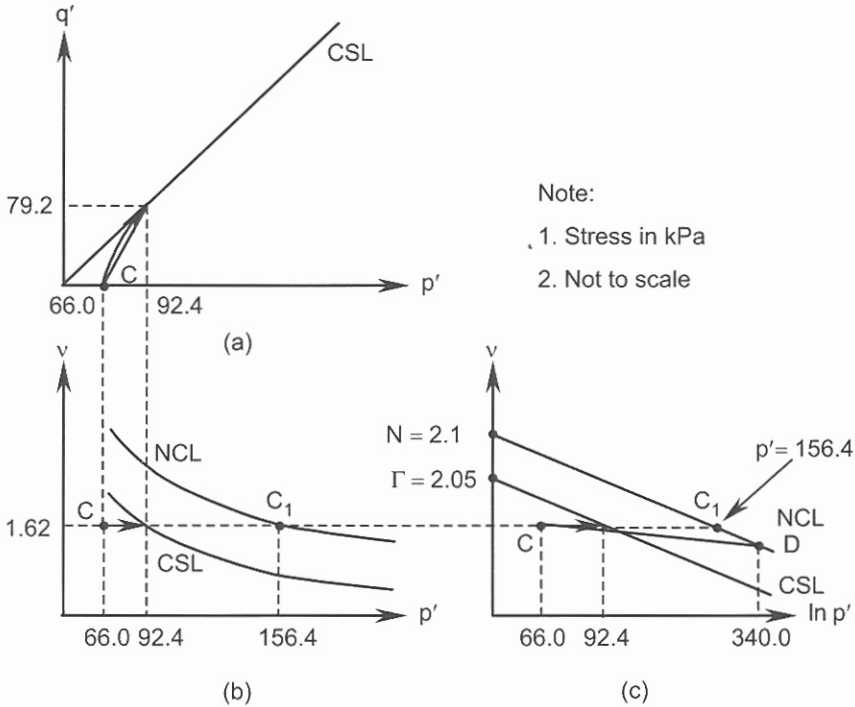 q′
CSL
79.2
C
p′
66.0
92.4
(a)
Note:
1. Stress in kPa
2. Not to scale
ν
NCL
C
C₁
1.62
CSL
p′
66.0 92.4
156.4
(b)
ν
N = 2.1
Γ = 2.05
p′= 156.4
C₁
NCL
C
D
CSL
ln p′
66.0
92.4
340.0
(c)